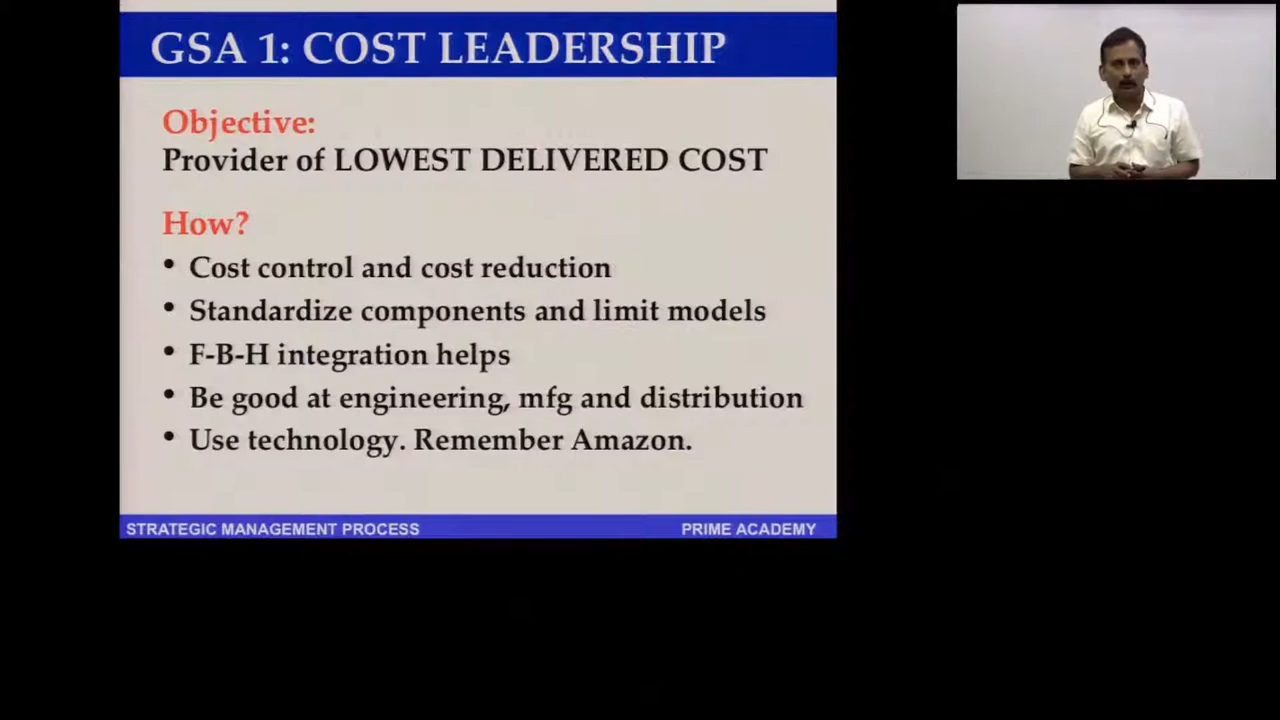 GSA 1: COST LEADERSHIP
Objective:
Provider of LOWEST DELIVERED COST
How?
• Cost control and cost reduction
• Standardize components and limit models
• F-B-H integration helps
• Be good at engineering, mfg and distribution
• Use technology. Remember Amazon.
STRATEGIC MANAGEMENT PROCESS
PRIME ACADEMY